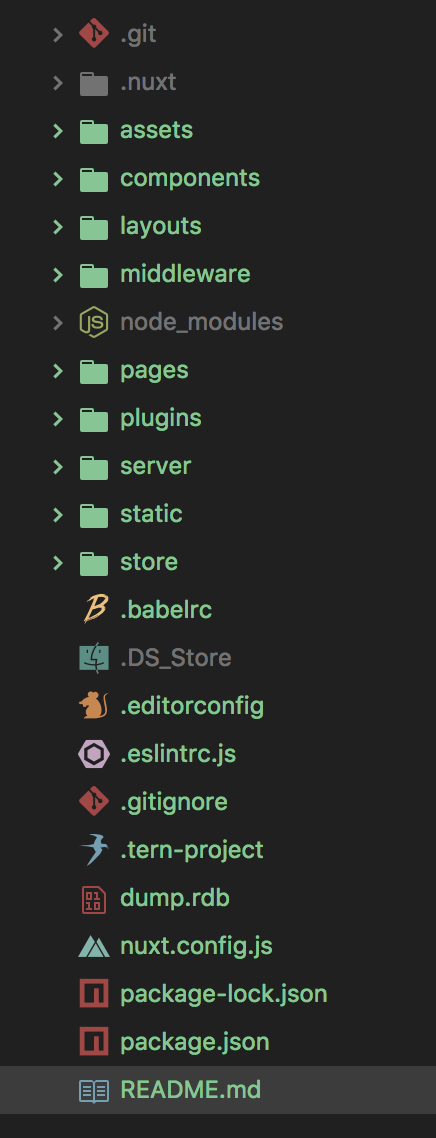 .git
.nuxt
assets
components
layouts
middleware
node_modules
pages
plugins
server
static
store
.babelrc
.DS_Store
.editorconfig
.eslintrc.js
.gitignore
.tern-project
dump.rdb
nuxt.config.js
package-lock.json
package.json
README.md